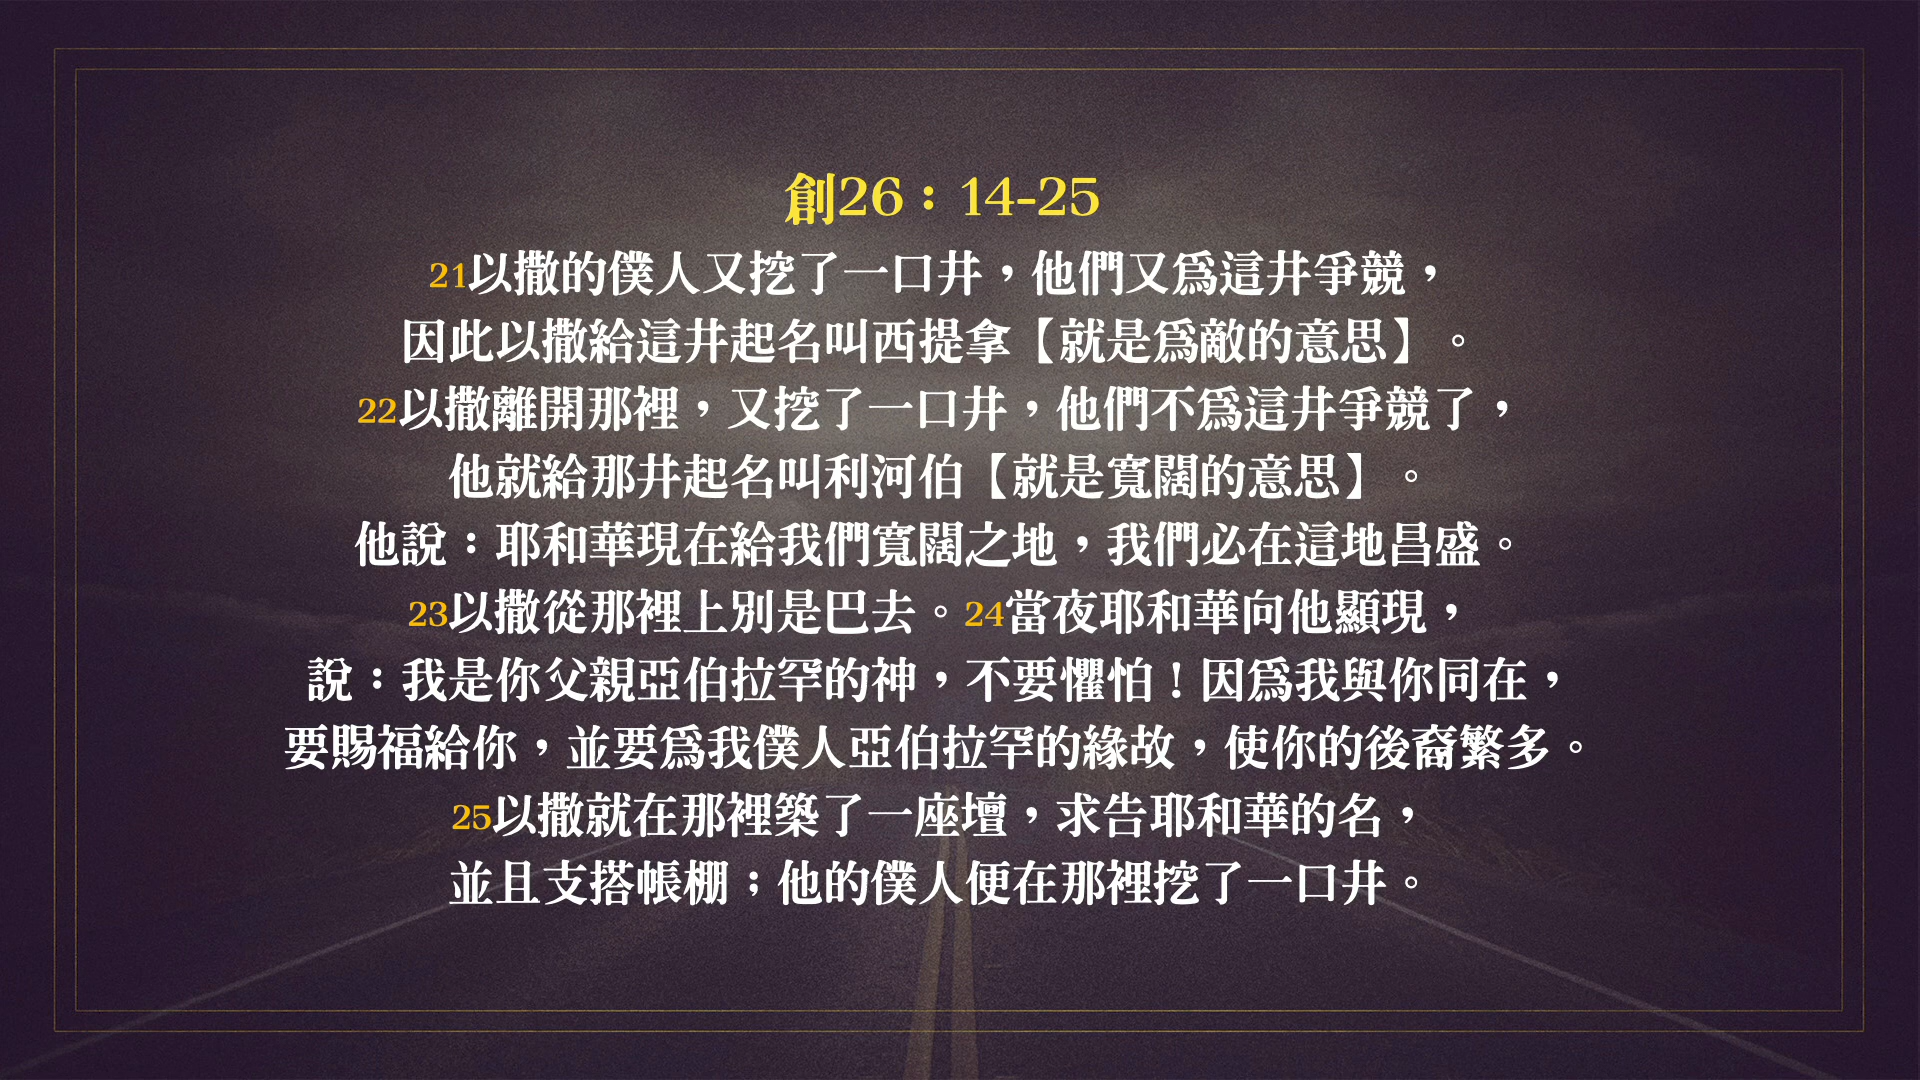 創26：14-25
21以撒的僕人又挖了一口井，他們又爲這井爭競，
因此以撒給這井起名叫西提拿【就是爲敵的意思】。
22以撒離開那裡，又挖了一口井，他們不爲這井爭競了，
他就給那井起名叫利河伯【就是寬闊的意思】。
他說：耶和華現在給我們寬闊之地，我們必在這地昌盛。
23以撒從那裡上別是巴去。24當夜耶和華向他顯現，
說：我是你父親亞伯拉罕的神，不要懼怕！因爲我與你同在，
要賜福給你，並要爲我僕人亞伯拉罕的緣故，使你的後裔繁多。
25以撒就在那裡築了一座壇，求告耶和華的名，
並且支搭帳棚；他的僕人便在那裡挖了一口井。